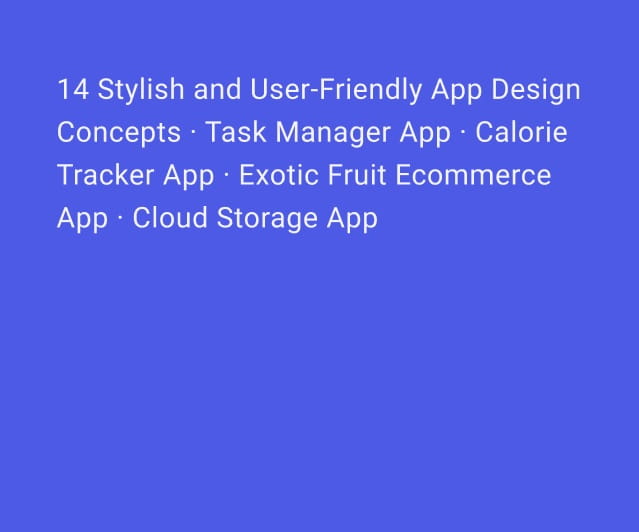 14 Stylish and User-Friendly App Design
Concepts · Task Manager App · Calorie
Tracker App · Exotic Fruit Ecommerce
App · Cloud Storage App